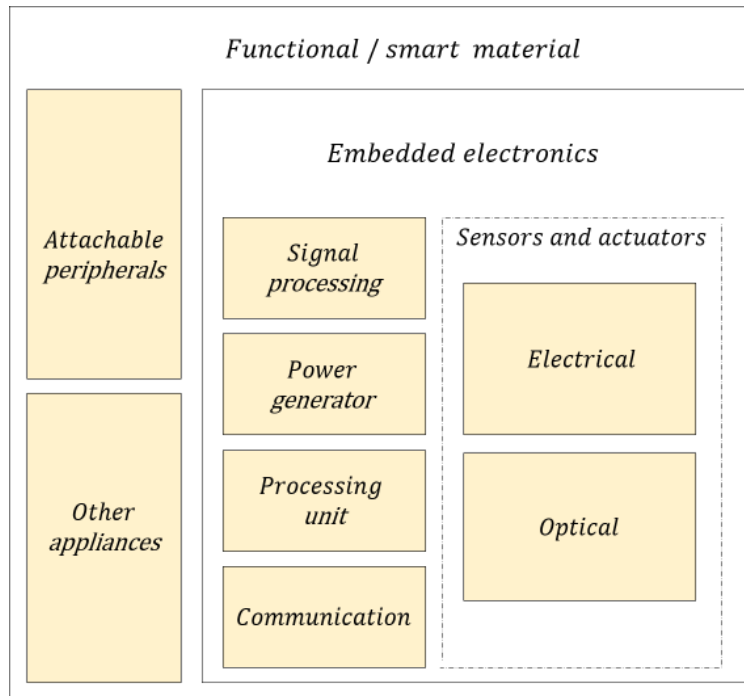 Functional / smart material
Attachable
peripherals
Other
appliances
Embedded electronics
Signal
processing
Power
generator
Processing
unit
Communication
Sensors and actuators
Electrical
Optical